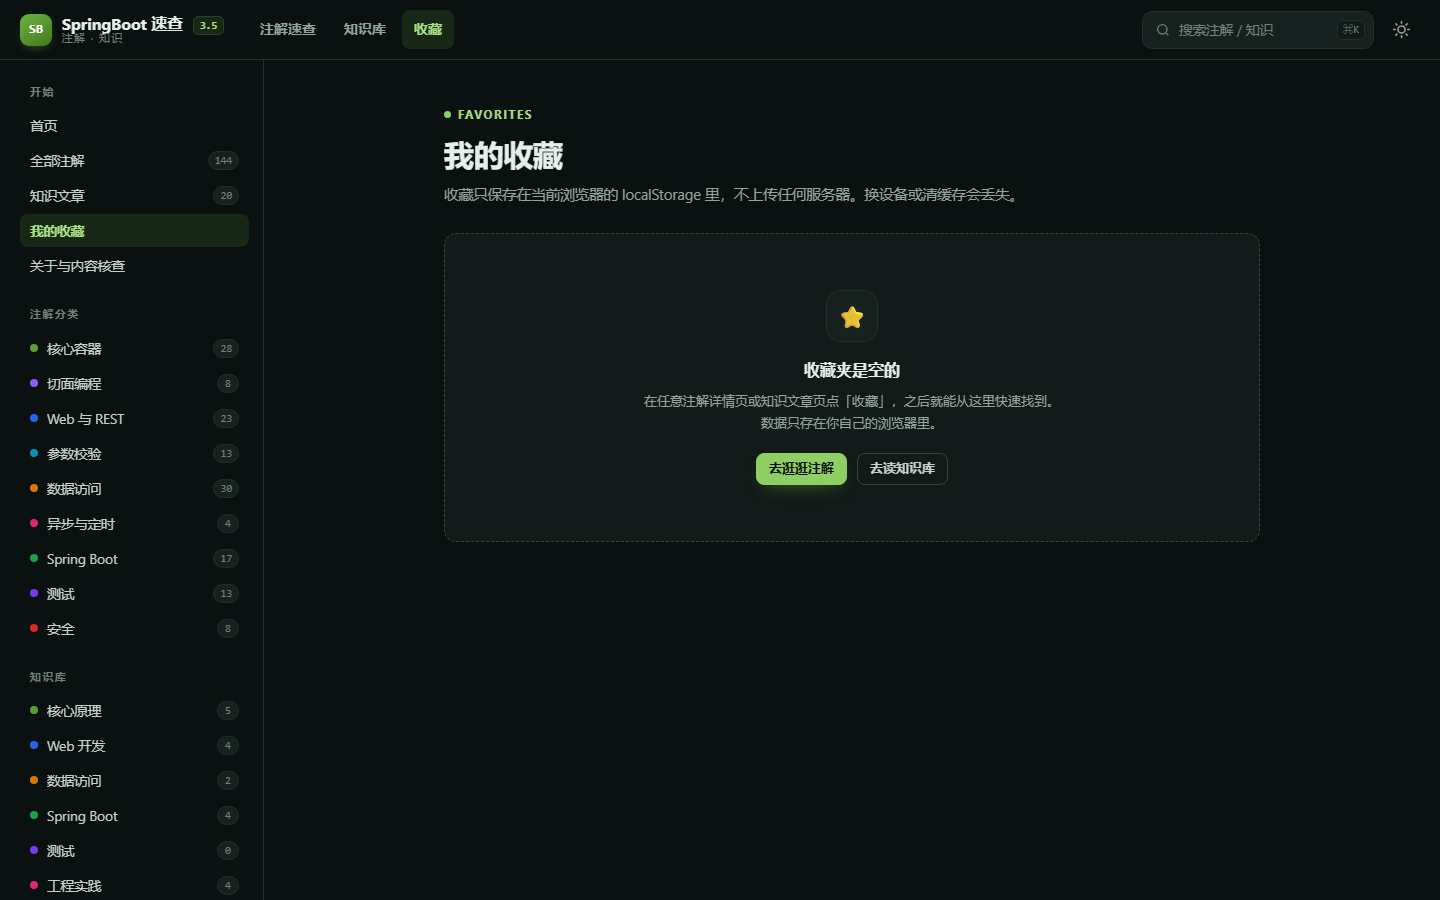 SB
SpringBoot 速查
3.5
注解 · 知识
注解速查
知识库
收藏
搜索注解 / 知识
⌘K
开始
首页
全部注解 144
知识文章 20
我的收藏
关于与内容核查
注解分类
核心容器 28
切面编程 8
Web 与 REST 23
参数校验 13
数据访问 30
异步与定时 4
Spring Boot 17
测试 13
安全 8
知识库
核心原理 5
Web 开发 4
数据访问 2
Spring Boot 4
测试 0
工程实践 4
FAVORITES
我的收藏
收藏只保存在当前浏览器的 localStorage 里，不上传任何服务器。换设备或清缓存会丢失。
收藏夹是空的
在任意注解详情页或知识文章页点「收藏」，之后就能从这里快速找到。
数据只存在你自己的浏览器里。
去逛逛注解
去读知识库